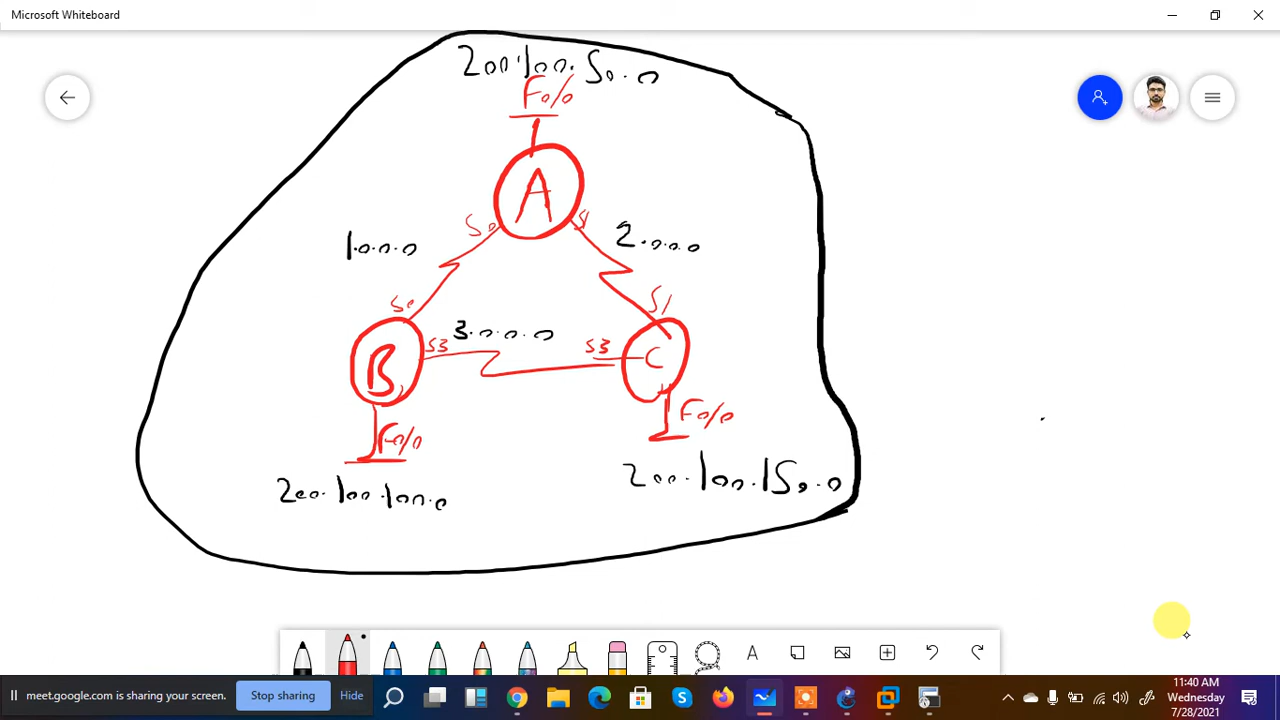 Microsoft Whiteboard
200.100.50.0
F0/0
A
S0
S1
1.0.0.0
2.0.0.0
S0
S1
3.0.0.0
B
S3
S3
C
F0/0
F0/0
200.100.100.0
200.100.150.0
A
meet.google.com is sharing your screen.
Stop sharing
Hide
11:40 AM
Wednesday
7/28/2021